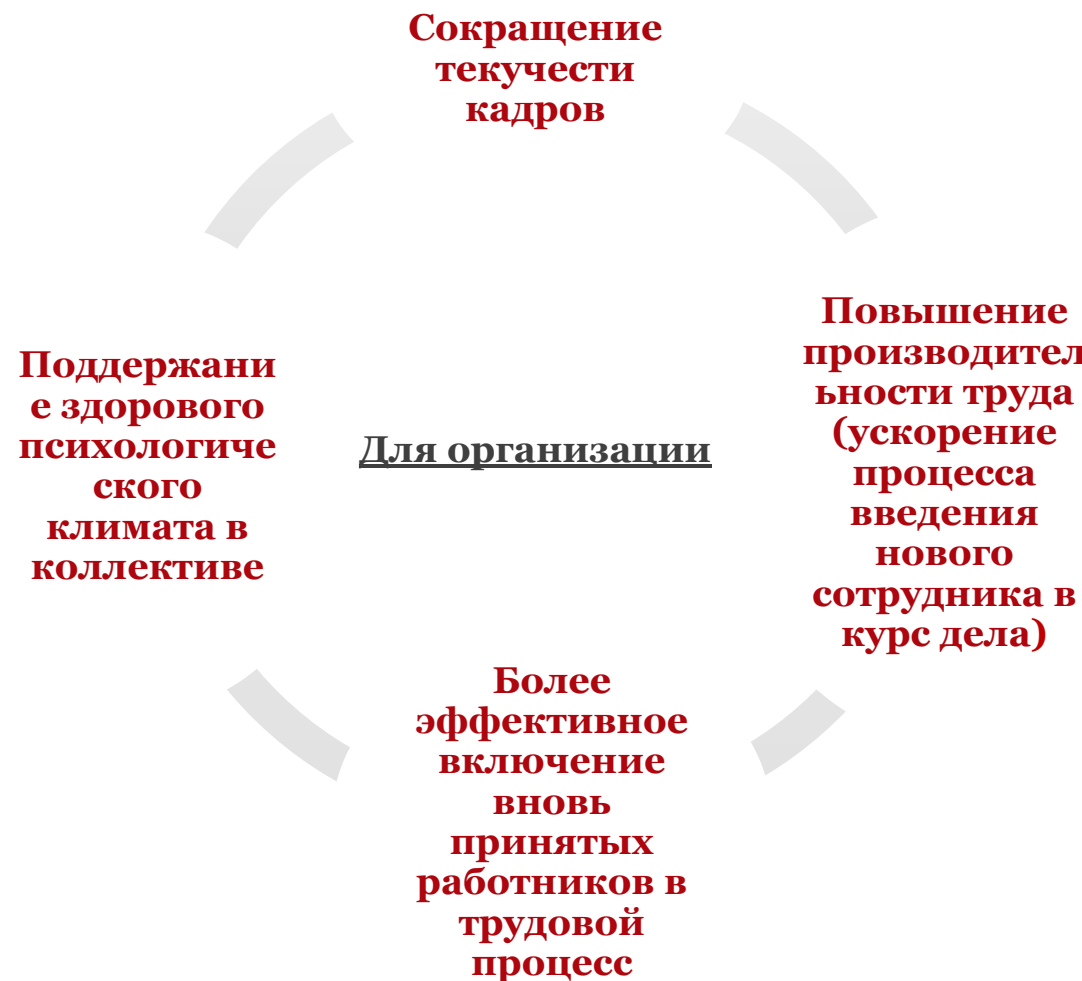 Сокращение
текучести
кадров
Повышение
производител
ьности труда
(ускорение
процесса
введения
нового
сотрудника в
курс дела)
Более
эффективное
включение
вновь
принятых
работников в
трудовой
процесс
Поддержани
е здорового
психологиче
ского
климата в
коллективе
Для организации